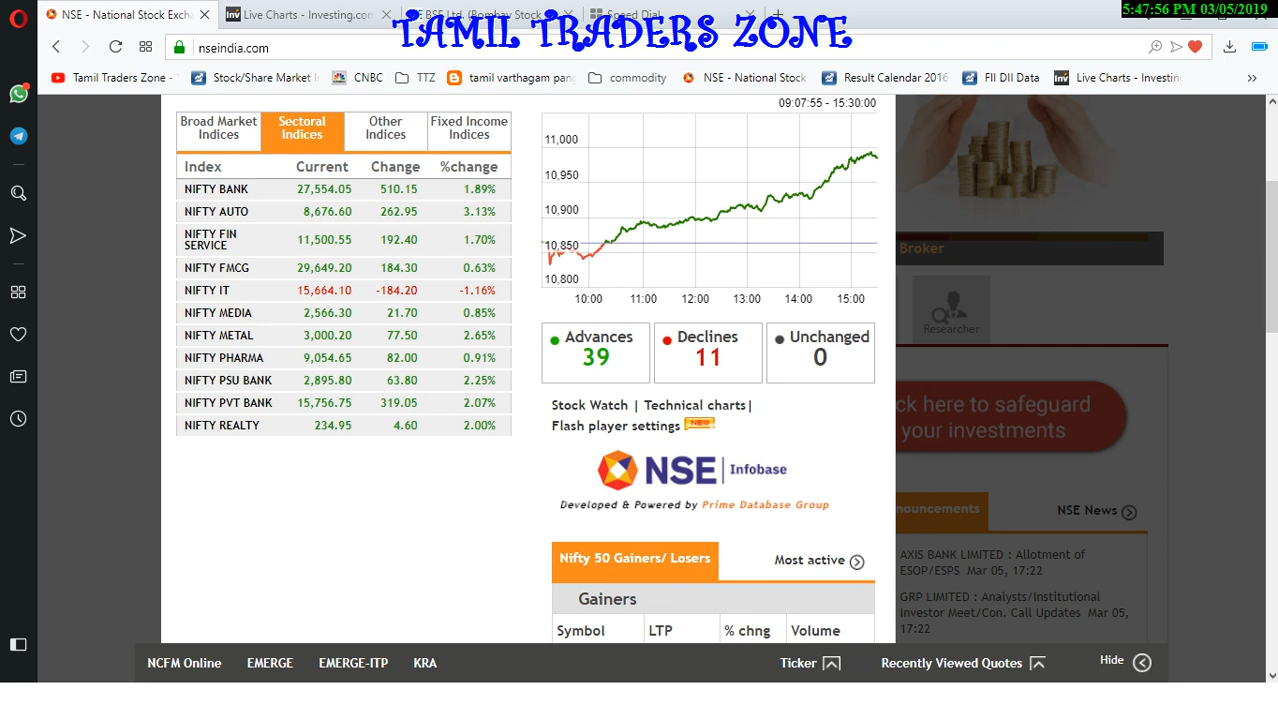 5:47:56 PM 03/05/2019
NSE - National Stock Excha
Live Charts - Investing.com
BSE Ltd. (Bombay Stock
Speed Dial
TAMIL TRADERS ZONE
nseindia.com
Tamil Traders Zone -
Stock/Share Market I
CNBC
TTZ
tamil varthagam pang
commodity
NSE - National Stock
Result Calendar 2016
FII DII Data
Live Charts - Investing
»
09:07:55 - 15:30:00
Broad Market Indices
Sectoral Indices
Other Indices
Fixed Income Indices
Index Current Change %change
NIFTY BANK 27,554.05 510.15 1.89%
NIFTY AUTO 8,676.60 262.95 3.13%
NIFTY FIN SERVICE 11,500.55 192.40 1.70%
NIFTY FMCG 29,649.20 184.30 0.63%
NIFTY IT 15,664.10 -184.20 -1.16%
NIFTY MEDIA 2,566.30 21.70 0.85%
NIFTY METAL 3,000.20 77.50 2.65%
NIFTY PHARMA 9,054.65 82.00 0.91%
NIFTY PSU BANK 2,895.80 63.80 2.25%
NIFTY PVT BANK 15,756.75 319.05 2.07%
NIFTY REALTY 234.95 4.60 2.00%
11,000
10,950
10,900
10,850
10,800
10:00 11:00 12:00 13:00 14:00 15:00
Advances
39
Declines
11
Unchanged
0
Stock Watch | Technical charts|
Flash player settings NEW
NSE | Infobase
Developed & Powered by Prime Database Group
Nifty 50 Gainers/ Losers
Most active
Gainers
Symbol LTP % chng Volume
Broker
Researcher
ck here to safeguard
your investments
nouncements
NSE News
AXIS BANK LIMITED : Allotment of
ESOP/ESPS Mar 05, 17:22
GRP LIMITED : Analysts/Institutional
Investor Meet/Con. Call Updates Mar 05,
17:22
NCFM Online
EMERGE
EMERGE-ITP
KRA
Ticker
Recently Viewed Quotes
Hide